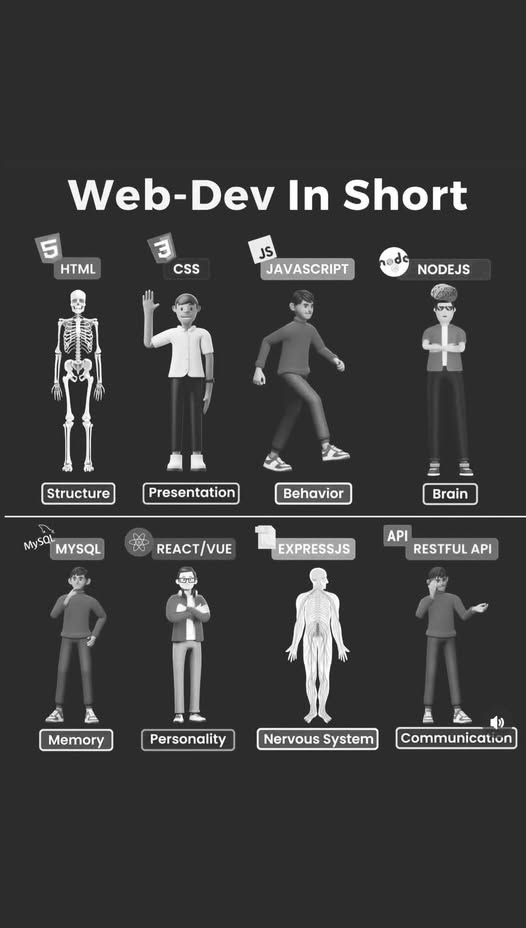 Web-Dev In Short
5 HTML
3 CSS
JS JAVASCRIPT
node NODEJS
Structure
Presentation
Behavior
Brain
MySQL MYSQL
REACT/VUE
EXPRESSJS
API RESTFUL API
Memory
Personality
Nervous System
Communication